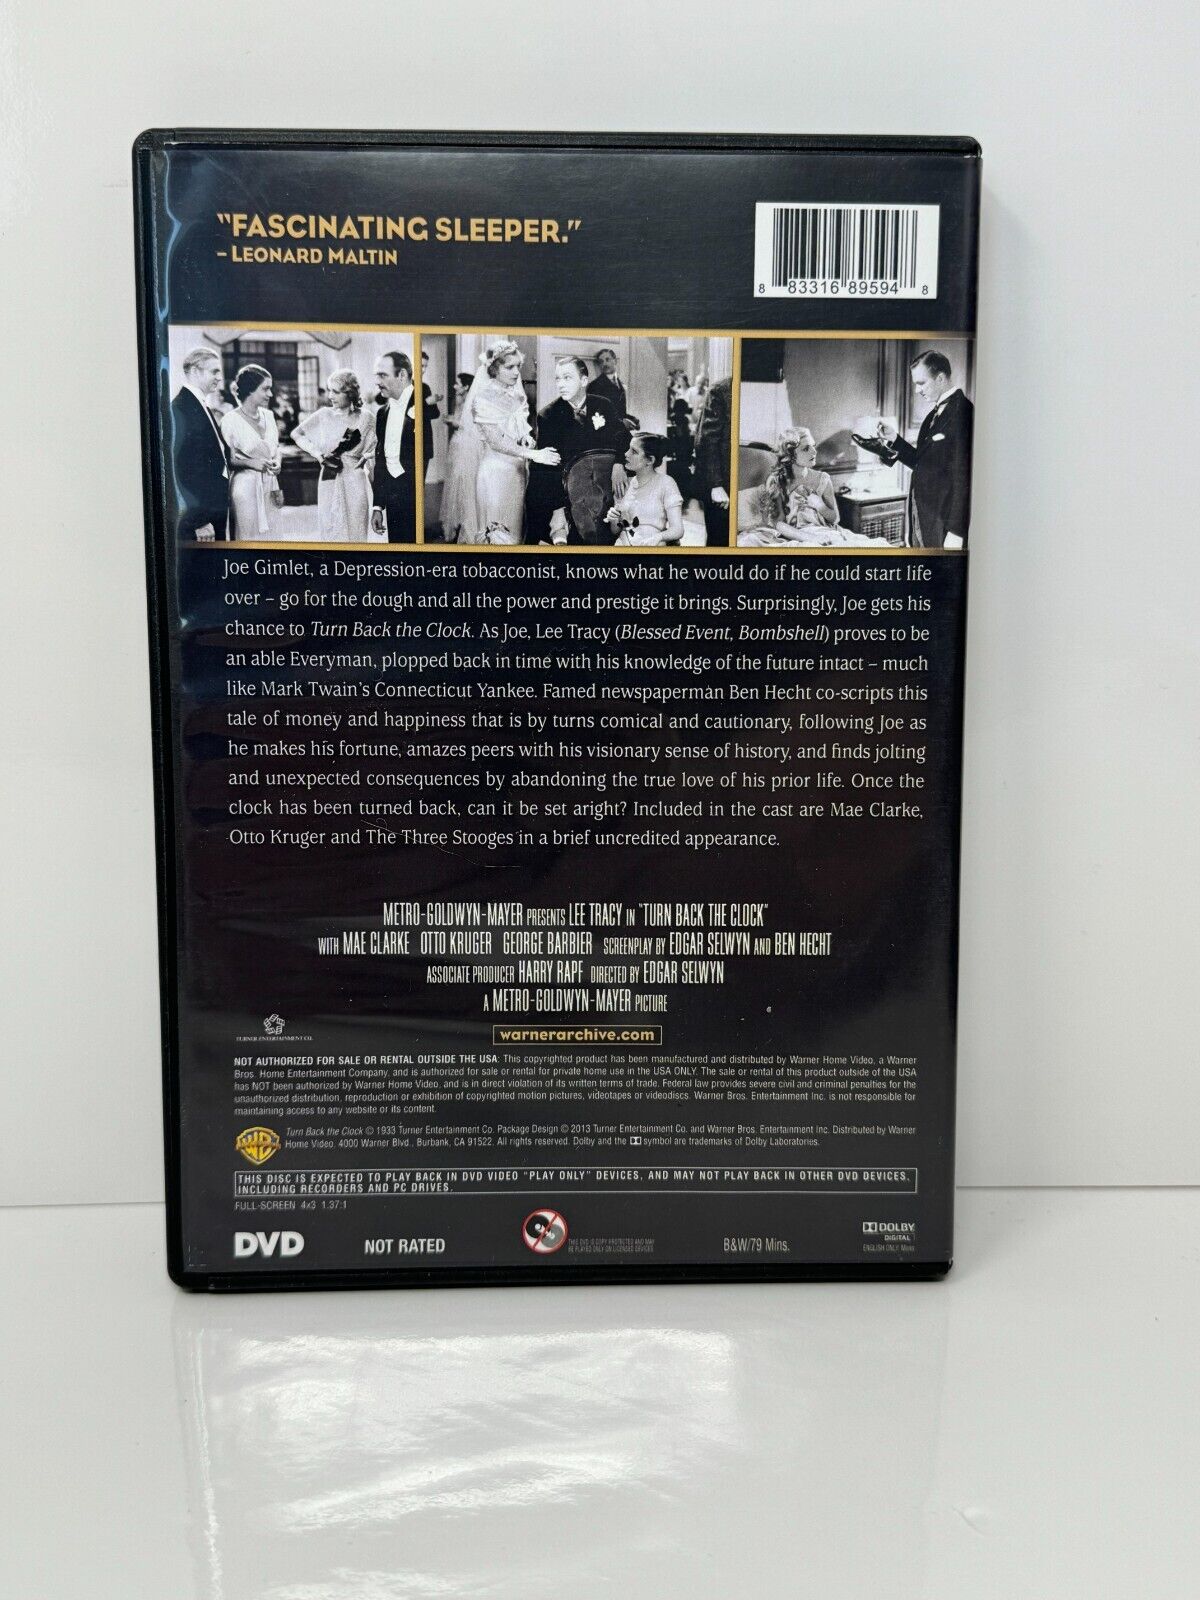 "FASCINATING SLEEPER."
– LEONARD MALTIN
8 83316 89594 8
Joe Gimlet, a Depression-era tobacconist, knows what he would do if he could start life
over – go for the dough and all the power and prestige it brings. Surprisingly, Joe gets his
chance to Turn Back the Clock. As Joe, Lee Tracy (Blessed Event, Bombshell) proves to be
an able Everyman, plopped back in time with his knowledge of the future intact – much
like Mark Twain's Connecticut Yankee. Famed newspaperman Ben Hecht co-scripts this
tale of money and happiness that is by turns comical and cautionary, following Joe as
he makes his fortune, amazes peers with his visionary sense of history, and finds jolting
and unexpected consequences by abandoning the true love of his prior life. Once the
clock has been turned back, can it be set aright? Included in the cast are Mae Clarke,
Otto Kruger and The Three Stooges in a brief uncredited appearance.
METRO-GOLDWYN-MAYER PRESENTS LEE TRACY IN "TURN BACK THE CLOCK"
WITH MAE CLARKE OTTO KRUGER GEORGE BARBIER SCREENPLAY BY EDGAR SELWYN AND BEN HECHT
ASSOCIATE PRODUCER HARRY RAPF DIRECTED BY EDGAR SELWYN
A METRO-GOLDWYN-MAYER PICTURE
TURNER ENTERTAINMENT CO.
warnerarchive.com
NOT AUTHORIZED FOR SALE OR RENTAL OUTSIDE THE USA: This copyrighted product has been manufactured and distributed by Warner Home Video, a Warner
Bros. Home Entertainment Company, and is authorized for sale or rental for private home use in the USA ONLY. The sale or rental of this product outside of the USA
has NOT been authorized by Warner Home Video, and is in direct violation of its written terms of trade. Federal law provides severe civil and criminal penalties for the
unauthorized distribution, reproduction or exhibition of copyrighted motion pictures, videotapes or videodiscs. Warner Bros. Entertainment Inc. is not responsible for
maintaining access to any website or its content.
Turn Back the Clock © 1933 Turner Entertainment Co. Package Design © 2013 Turner Entertainment Co. and Warner Bros. Entertainment Inc. Distributed by Warner
Home Video, 4000 Warner Blvd., Burbank, CA 91522. All rights reserved. Dolby and the DD symbol are trademarks of Dolby Laboratories.
WB
THIS DISC IS EXPECTED TO PLAY BACK IN DVD VIDEO "PLAY ONLY" DEVICES, AND MAY NOT PLAY BACK IN OTHER DVD DEVICES,
INCLUDING RECORDERS AND PC DRIVES.
FULL-SCREEN 4x3 1.37:1
DVD
NOT RATED
THIS DVD IS COPY PROTECTED AND MAY
BE PLAYED ONLY ON LICENSED DEVICES
B&W/79 Mins.
DOLBY
DIGITAL
ENGLISH ONLY: Mono